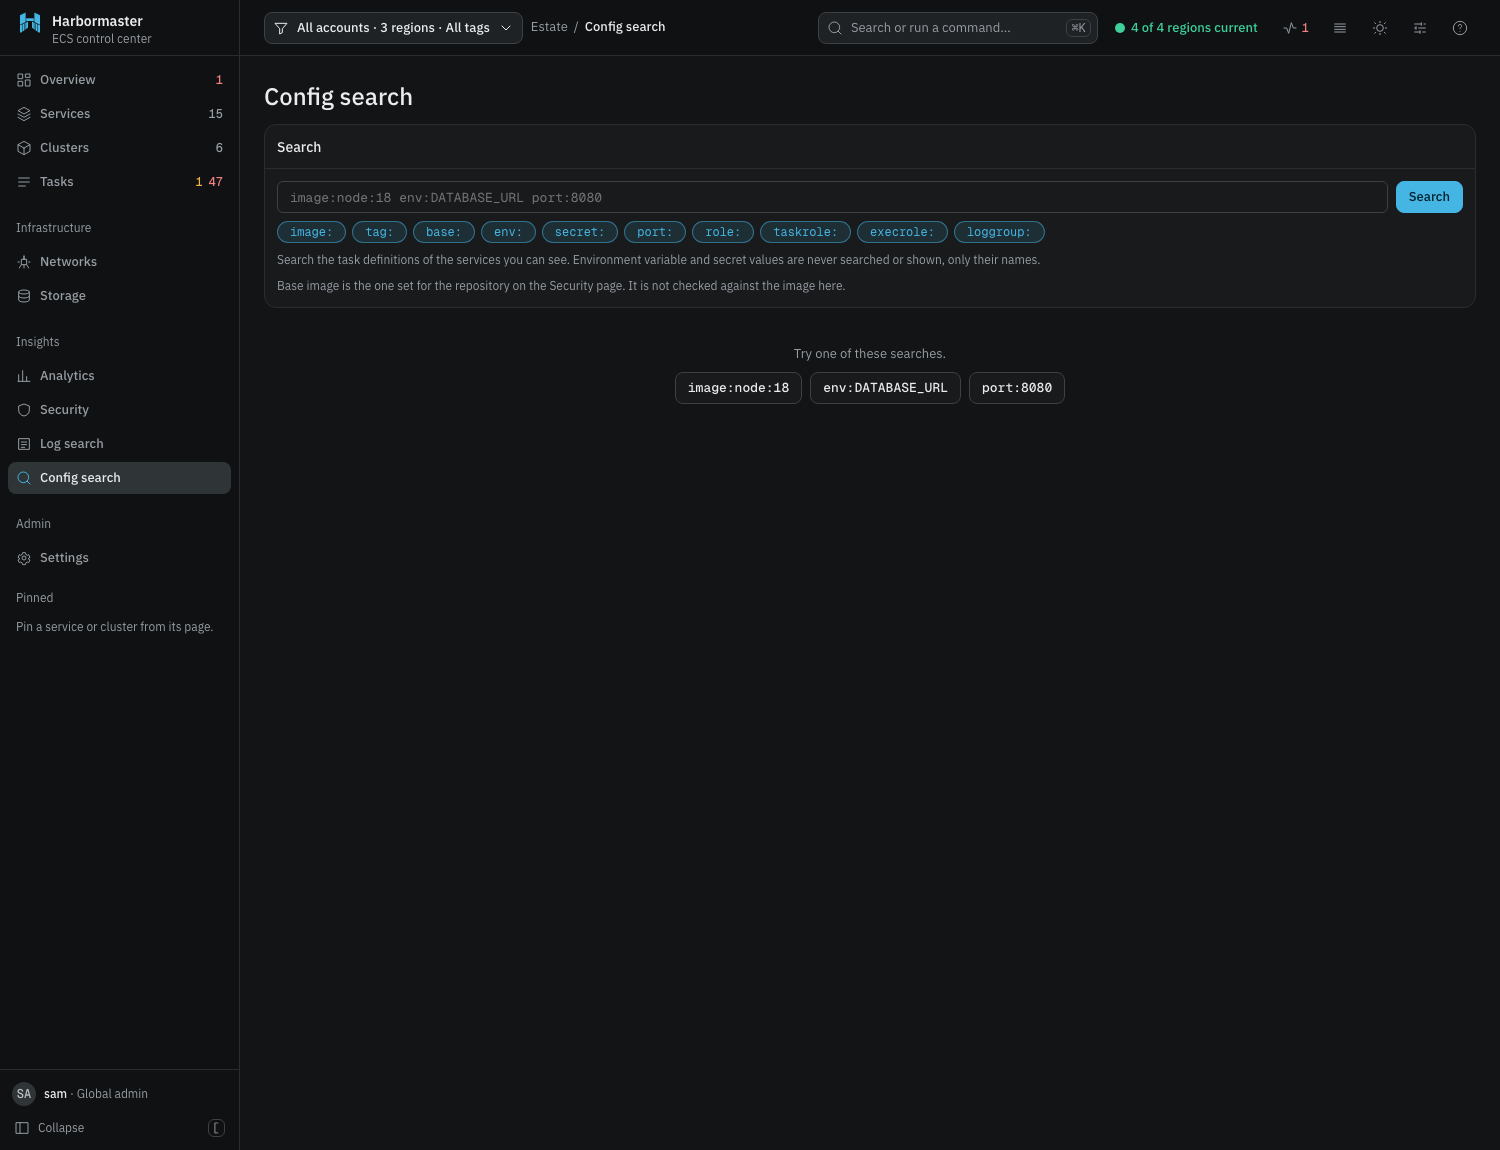 Harbormaster
ECS control center
All accounts · 3 regions · All tags
Estate / Config search
Search or run a command...
⌘K
4 of 4 regions current
1
Overview 1
Services 15
Clusters 6
Tasks 1 47
Infrastructure
Networks
Storage
Insights
Analytics
Security
Log search
Config search
Admin
Settings
Pinned
Pin a service or cluster from its page.
SA sam · Global admin
Collapse [
Config search
Search
image:node:18 env:DATABASE_URL port:8080
Search
image: tag: base: env: secret: port: role: taskrole: execrole: loggroup:
Search the task definitions of the services you can see. Environment variable and secret values are never searched or shown, only their names.
Base image is the one set for the repository on the Security page. It is not checked against the image here.
Try one of these searches.
image:node:18 env:DATABASE_URL port:8080